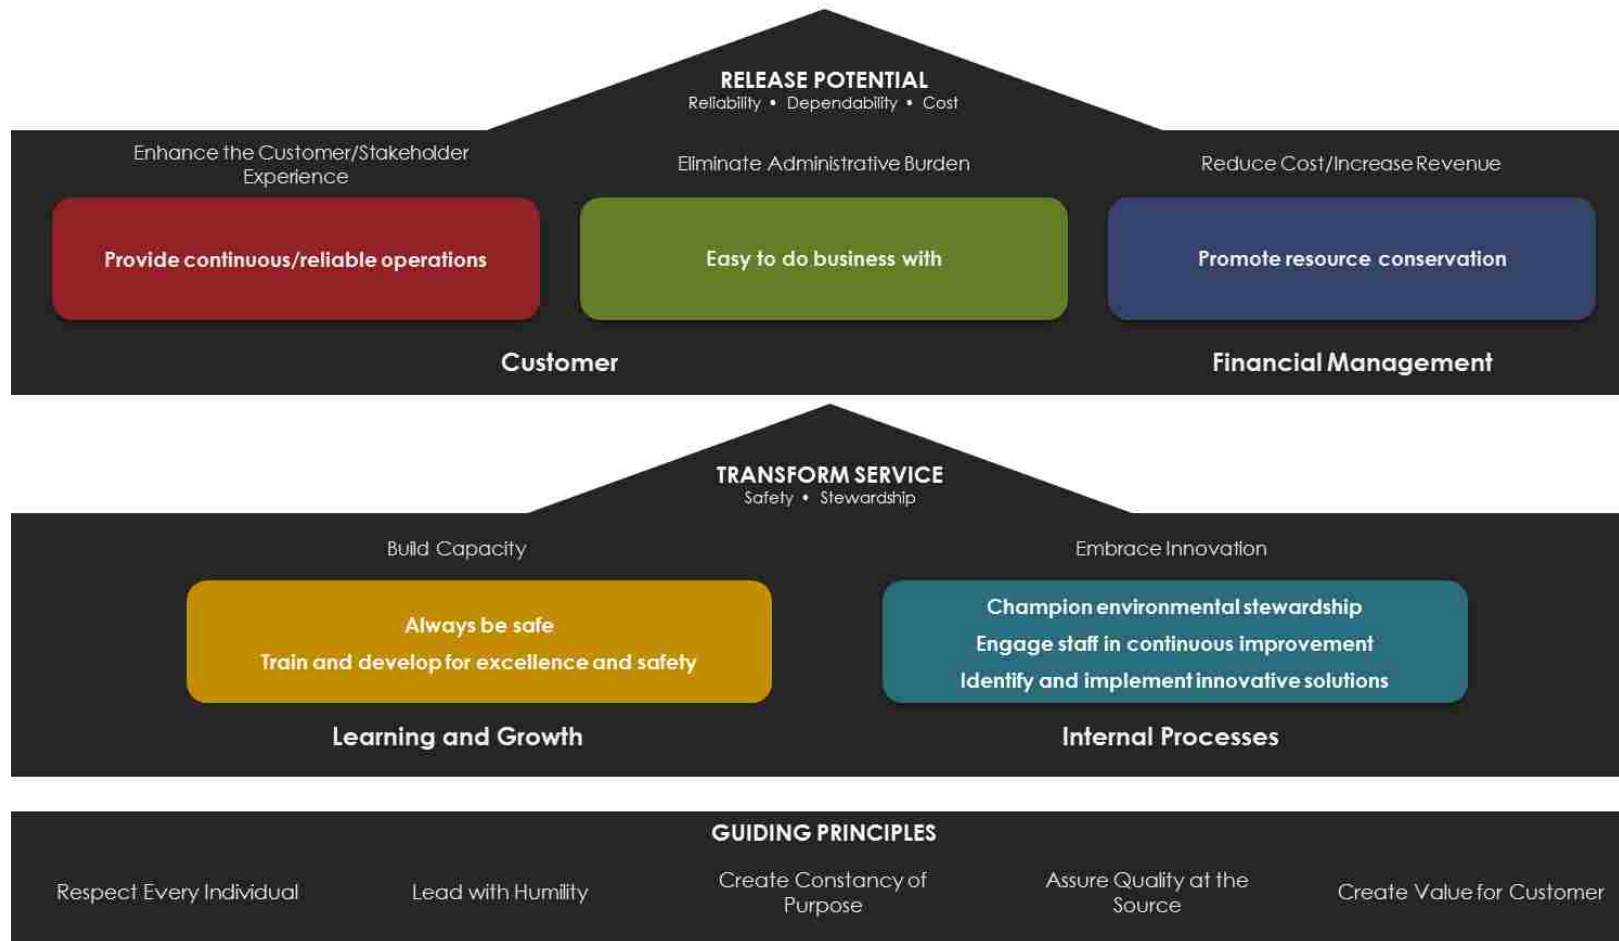 RELEASE POTENTIAL
Reliability • Dependability • Cost
Enhance the Customer/Stakeholder
Experience
Eliminate Administrative Burden
Reduce Cost/Increase Revenue
Provide continuous/reliable operations
Easy to do business with
Promote resource conservation
Customer
Financial Management
TRANSFORM SERVICE
Safety • Stewardship
Build Capacity
Embrace Innovation
Always be safe
Train and develop for excellence and safety
Champion environmental stewardship
Engage staff in continuous improvement
Identify and implement innovative solutions
Learning and Growth
Internal Processes
GUIDING PRINCIPLES
Respect Every Individual
Lead with Humility
Create Constancy of
Purpose
Assure Quality at the
Source
Create Value for Customer